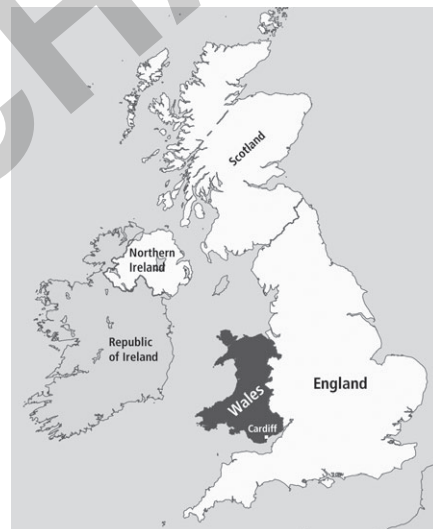 Scotland
Northern
Ireland
Republic
of Ireland
England
Wales
Cardiff